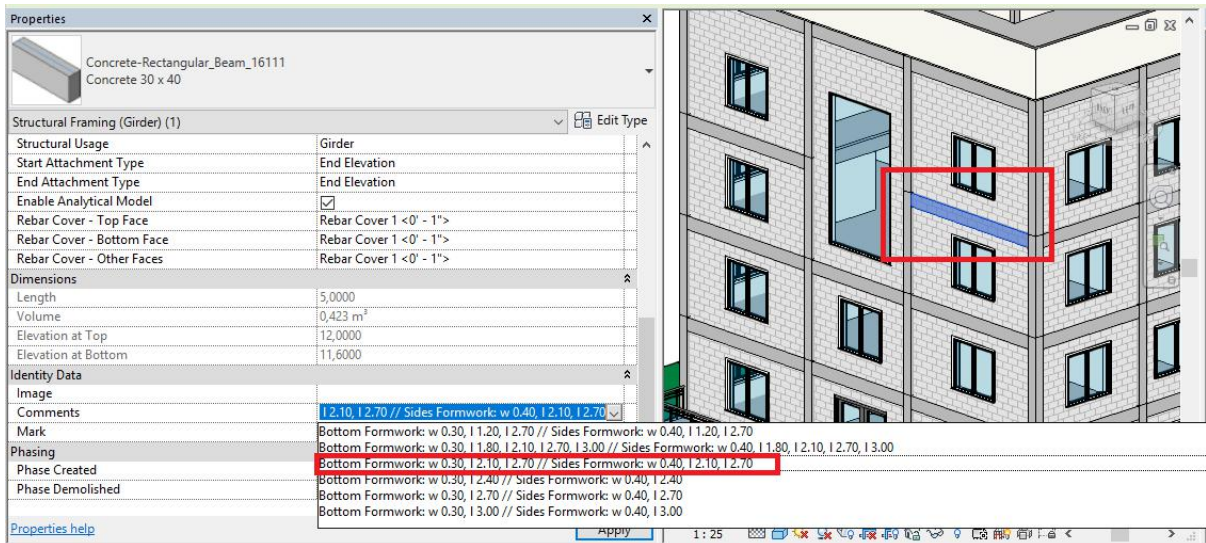 Properties
Concrete-Rectangular_Beam_16111
Concrete 30 x 40
Structural Framing (Girder) (1)
Edit Type
Structural Usage Girder
Start Attachment Type End Elevation
End Attachment Type End Elevation
Enable Analytical Model
Rebar Cover - Top Face Rebar Cover 1 <0' - 1">
Rebar Cover - Bottom Face Rebar Cover 1 <0' - 1">
Rebar Cover - Other Faces Rebar Cover 1 <0' - 1">
Dimensions
Length 5,0000
Volume 0,423 m³
Elevation at Top 12,0000
Elevation at Bottom 11,6000
Identity Data
Image
Comments l 2.10, l 2.70 // Sides Formwork: w 0.40, l 2.10, l 2.70
Mark
Bottom Formwork: w 0.30, l 1.20, l 2.70 // Sides Formwork: w 0.40, l 1.20, l 2.70
Bottom Formwork: w 0.30, l 1.80, l 2.10, l 2.70, l 3.00 // Sides Formwork: w 0.40, l 1.80, l 2.10, l 2.70, l 3.00
Bottom Formwork: w 0.30, l 2.10, l 2.70 // Sides Formwork: w 0.40, l 2.10, l 2.70
Bottom Formwork: w 0.30, l 2.40 // Sides Formwork: w 0.40, l 2.40
Bottom Formwork: w 0.30, l 2.70 // Sides Formwork: w 0.40, l 2.70
Bottom Formwork: w 0.30, l 3.00 // Sides Formwork: w 0.40, l 3.00
Phasing
Phase Created
Phase Demolished
Properties help
Apply
1 : 25